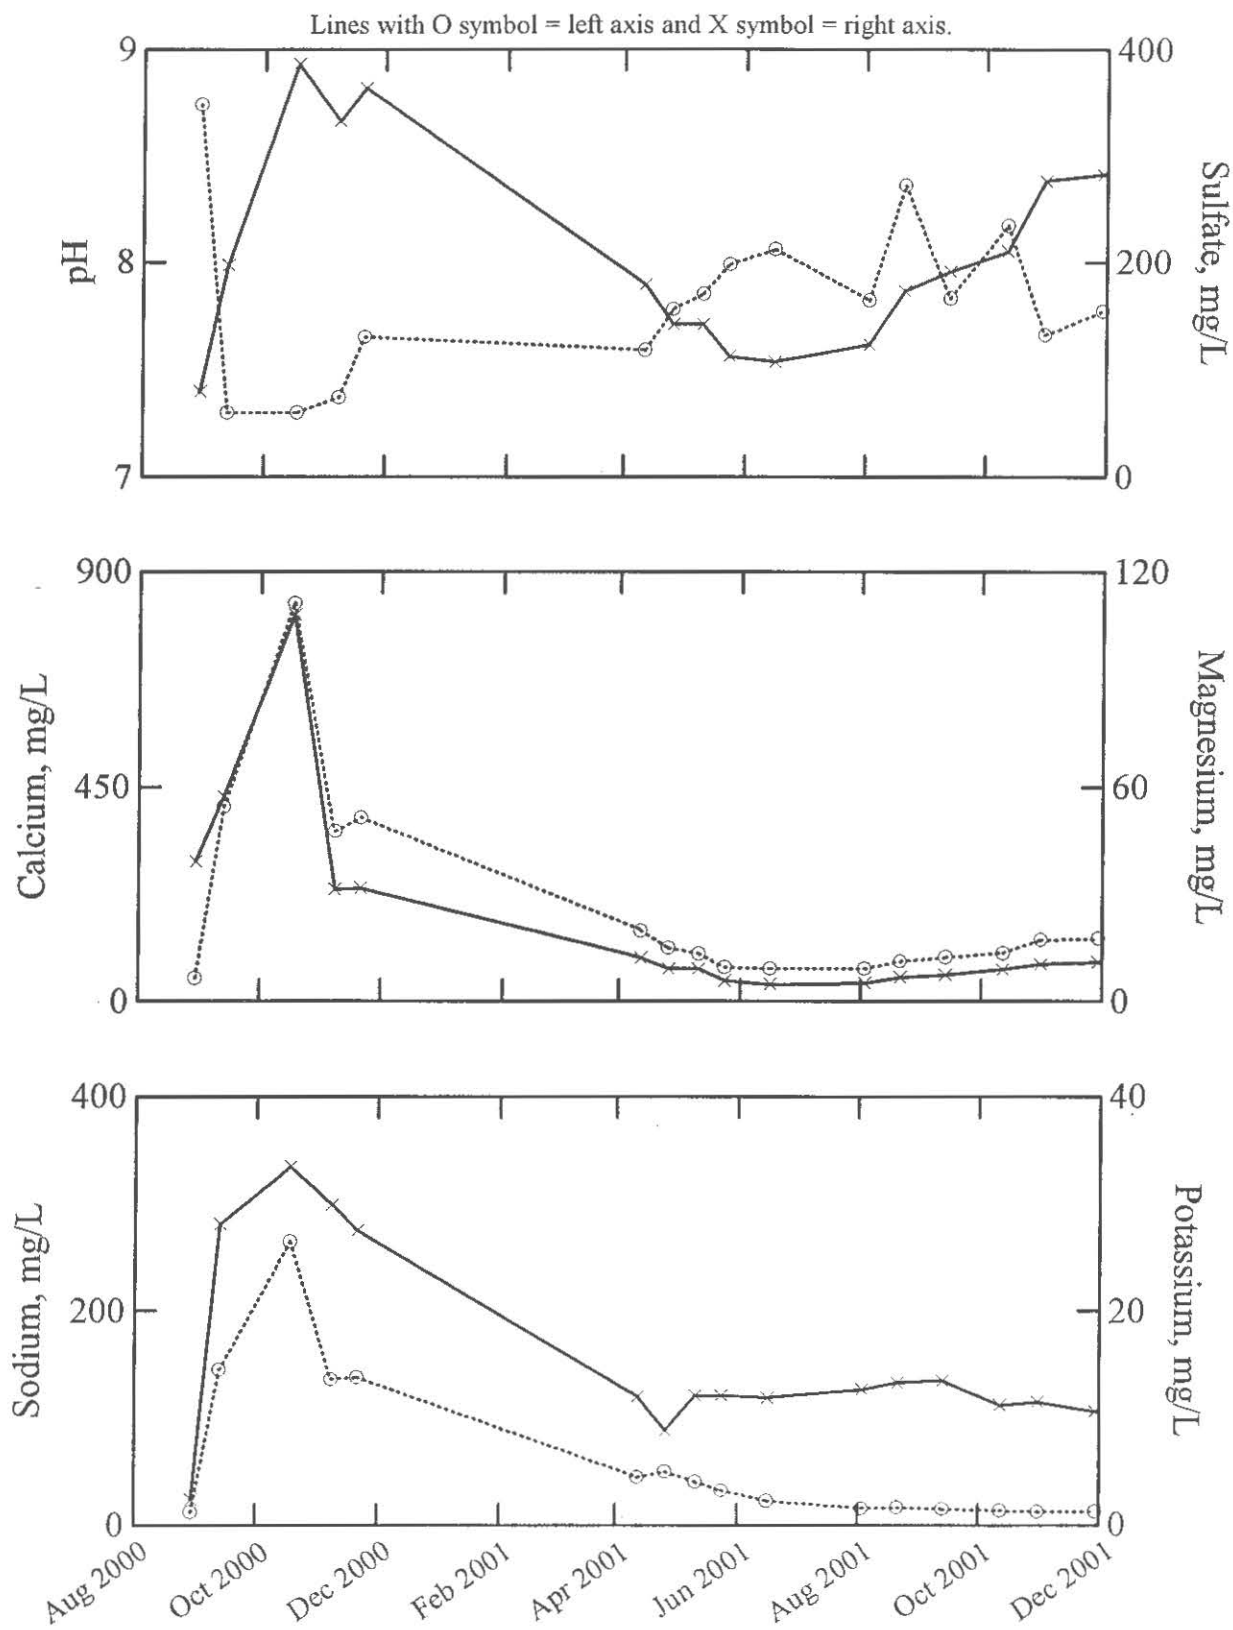 Lines with O symbol = left axis and X symbol = right axis.
9
8
7
pH
400
200
0
Sulfate, mg/L
900
450
0
Calcium, mg/L
120
60
0
Magnesium, mg/L
400
200
0
Sodium, mg/L
40
20
0
Potassium, mg/L
Aug 2000
Oct 2000
Dec 2000
Feb 2001
Apr 2001
Jun 2001
Aug 2001
Oct 2001
Dec 2001